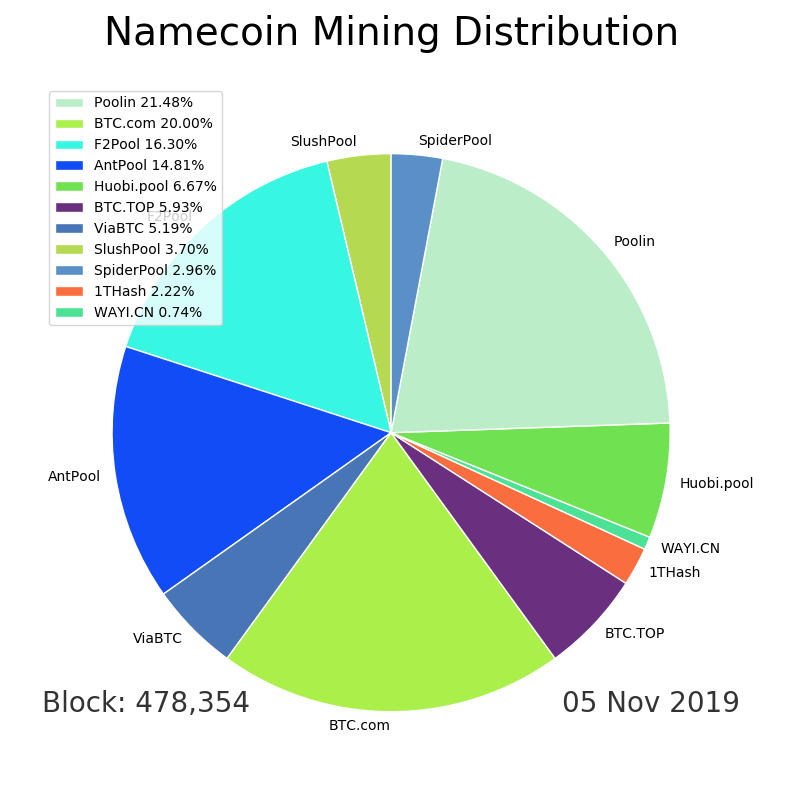 Namecoin Mining Distribution
Poolin 21.48%
BTC.com 20.00%
F2Pool 16.30%
AntPool 14.81%
Huobi.pool 6.67%
BTC.TOP 5.93%
ViaBTC 5.19%
SlushPool 3.70%
SpiderPool 2.96%
1THash 2.22%
WAYI.CN 0.74%
SlushPool
SpiderPool
F2Pool
Poolin
AntPool
Huobi.pool
WAYI.CN
1THash
BTC.TOP
ViaBTC
BTC.com
Block: 478,354
05 Nov 2019